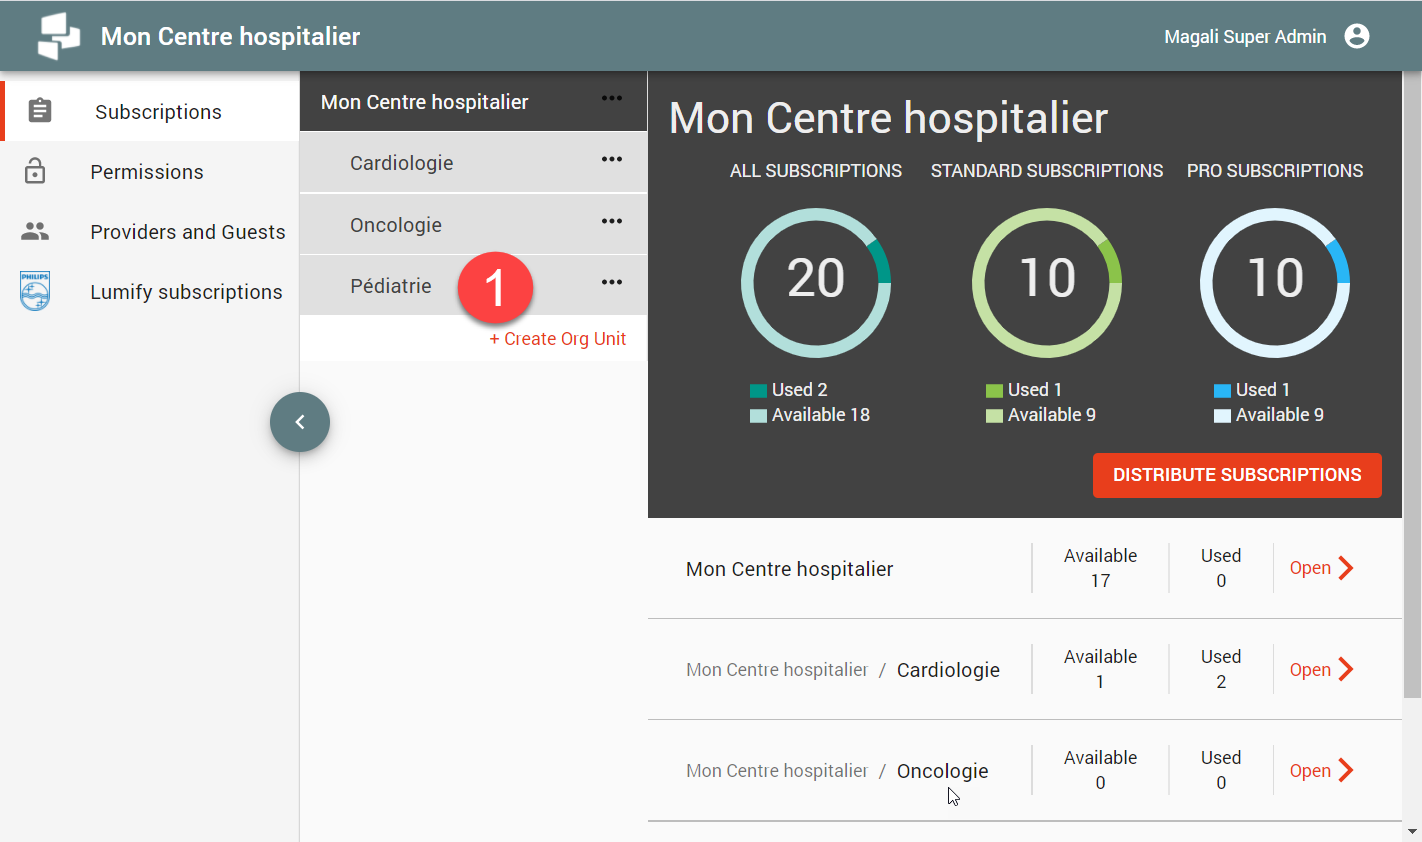 Mon Centre hospitalier
Magali Super Admin
Subscriptions
Permissions
Providers and Guests
PHILIPS
Lumify subscriptions
Mon Centre hospitalier
Cardiologie
Oncologie
Pédiatrie
1
+ Create Org Unit
Mon Centre hospitalier
ALL SUBSCRIPTIONS
20
Used 2
Available 18
STANDARD SUBSCRIPTIONS
10
Used 1
Available 9
PRO SUBSCRIPTIONS
10
Used 1
Available 9
DISTRIBUTE SUBSCRIPTIONS
Mon Centre hospitalier
Available
17
Used
0
Open
Mon Centre hospitalier / Cardiologie
Available
1
Used
2
Open
Mon Centre hospitalier / Oncologie
Available
0
Used
0
Open